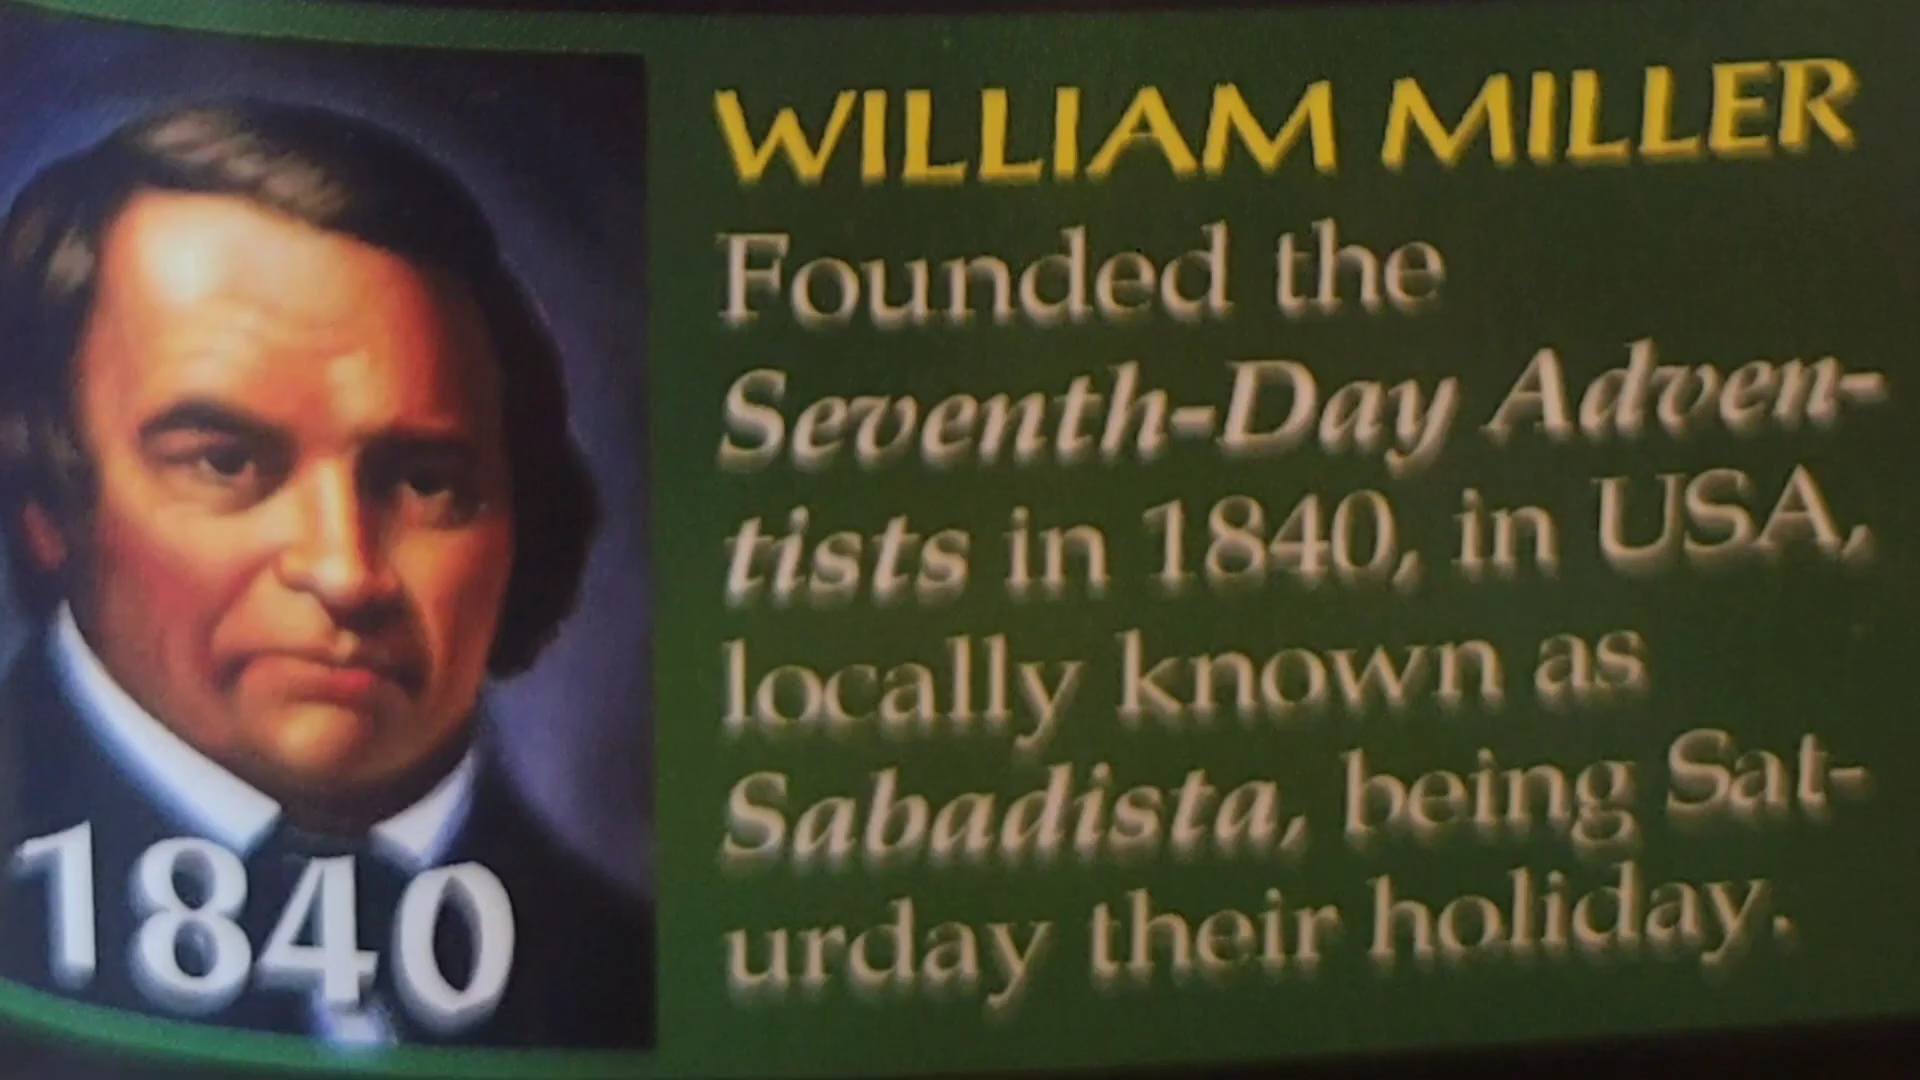 WILLIAM MILLER
Founded the
Seventh-Day Adven-
tists in 1840, in USA,
locally known as
Sabadista, being Sat-
urday their holiday.
1840